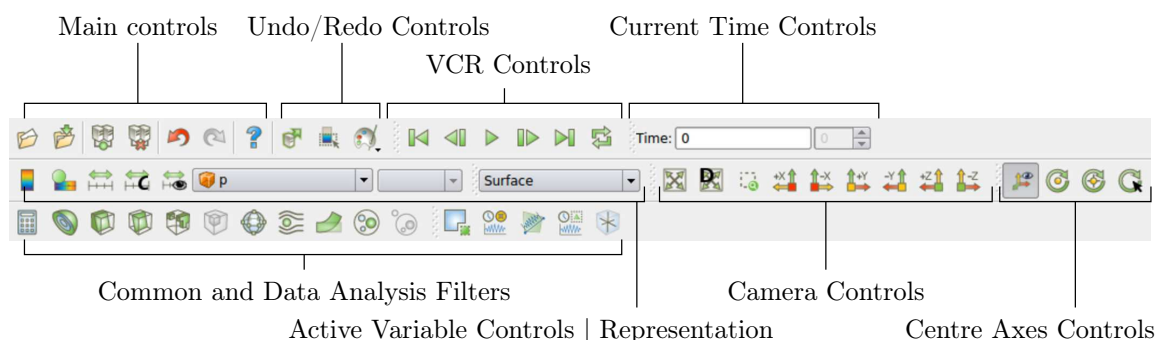 Main controls Undo/Redo Controls Current Time Controls
VCR Controls
? Time: 0 0
C p Surface D +X -X +Y -Y +Z -Z
Common and Data Analysis Filters Camera Controls
Active Variable Controls | Representation Centre Axes Controls